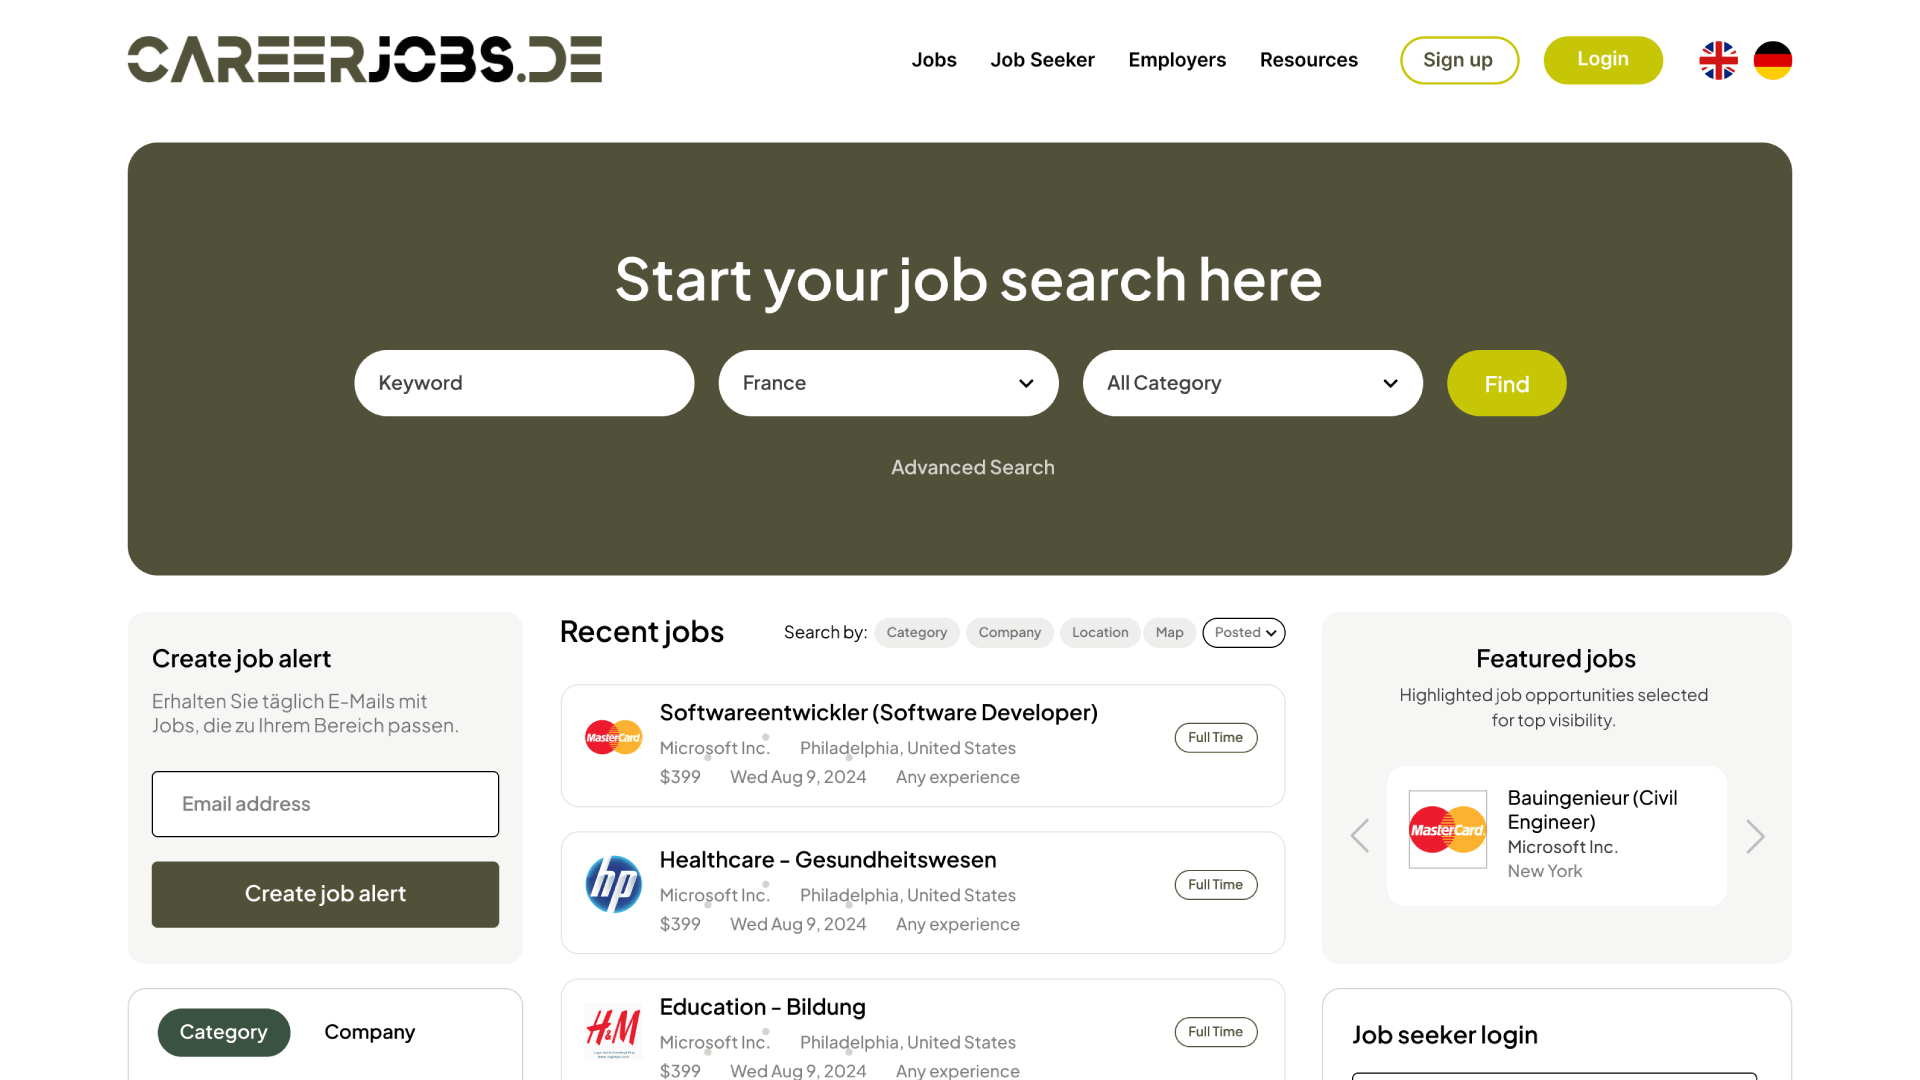 CAREERJOBS.DE
Jobs
Job Seeker
Employers
Resources
Sign up
Login
Start your job search here
Keyword
France
All Category
Find
Advanced Search
Create job alert
Erhalten Sie täglich E-Mails mit
Jobs, die zu Ihrem Bereich passen.
Email address
Create job alert
Category
Company
Recent jobs
Search by:
Category
Company
Location
Map
Posted
MasterCard
Softwareentwickler (Software Developer)
Microsoft Inc.
Philadelphia, United States
$399
Wed Aug 9, 2024
Any experience
Full Time
hp
Healthcare - Gesundheitswesen
Microsoft Inc.
Philadelphia, United States
$399
Wed Aug 9, 2024
Any experience
Full Time
H&M
Education - Bildung
Microsoft Inc.
Philadelphia, United States
$399
Wed Aug 9, 2024
Any experience
Full Time
Featured jobs
Highlighted job opportunities selected
for top visibility.
MasterCard
Bauingenieur (Civil
Engineer)
Microsoft Inc.
New York
Job seeker login